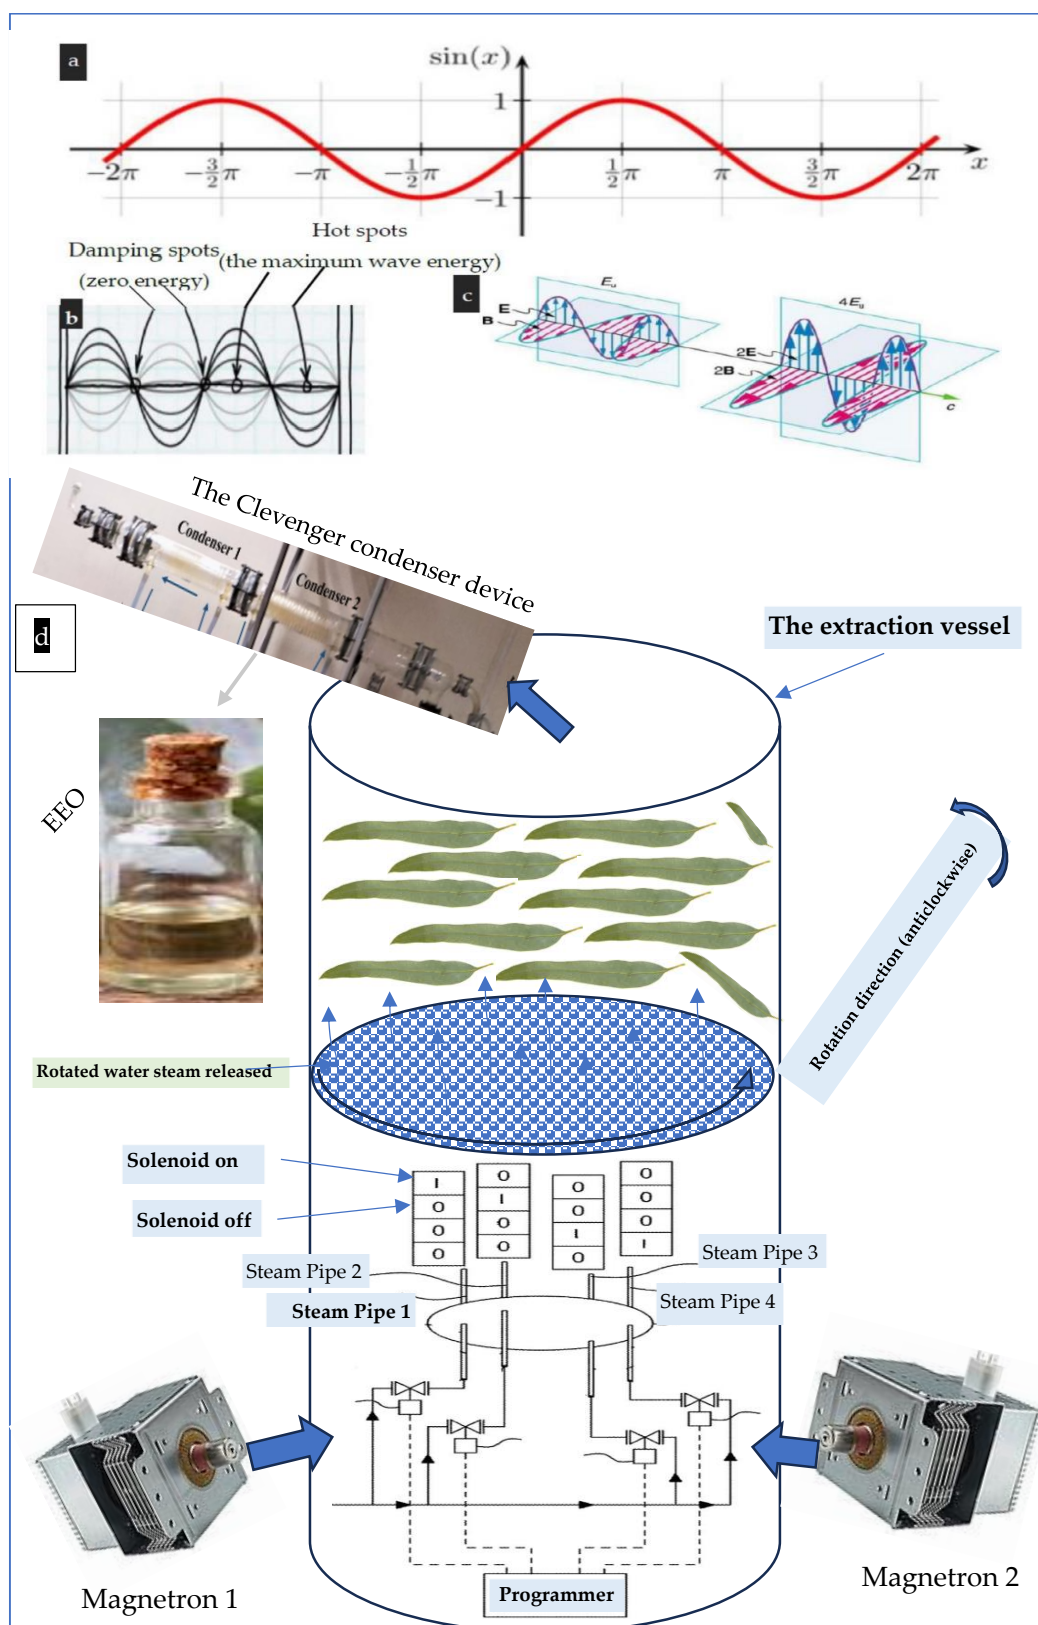 a
sin(x)
1
−2π
−3/2π
−π
−1/2π
1/2π
π
3/2π
2π
x
−1
Hot spots
Damping spots
(the maximum wave energy)
(zero energy)
b
c
Eu
E
B
4Eu
2E
2B
c
The Clevenger condenser device
Condenser 1
Condenser 2
d
The extraction vessel
EEO
Rotation direction (anticlockwise)
Rotated water steam released
Solenoid on
Solenoid off
I
O
O
O
O
I
O
O
O
O
I
O
O
O
O
I
Steam Pipe 3
Steam Pipe 2
Steam Pipe 1
Steam Pipe 4
Programmer
Magnetron 1
Magnetron 2